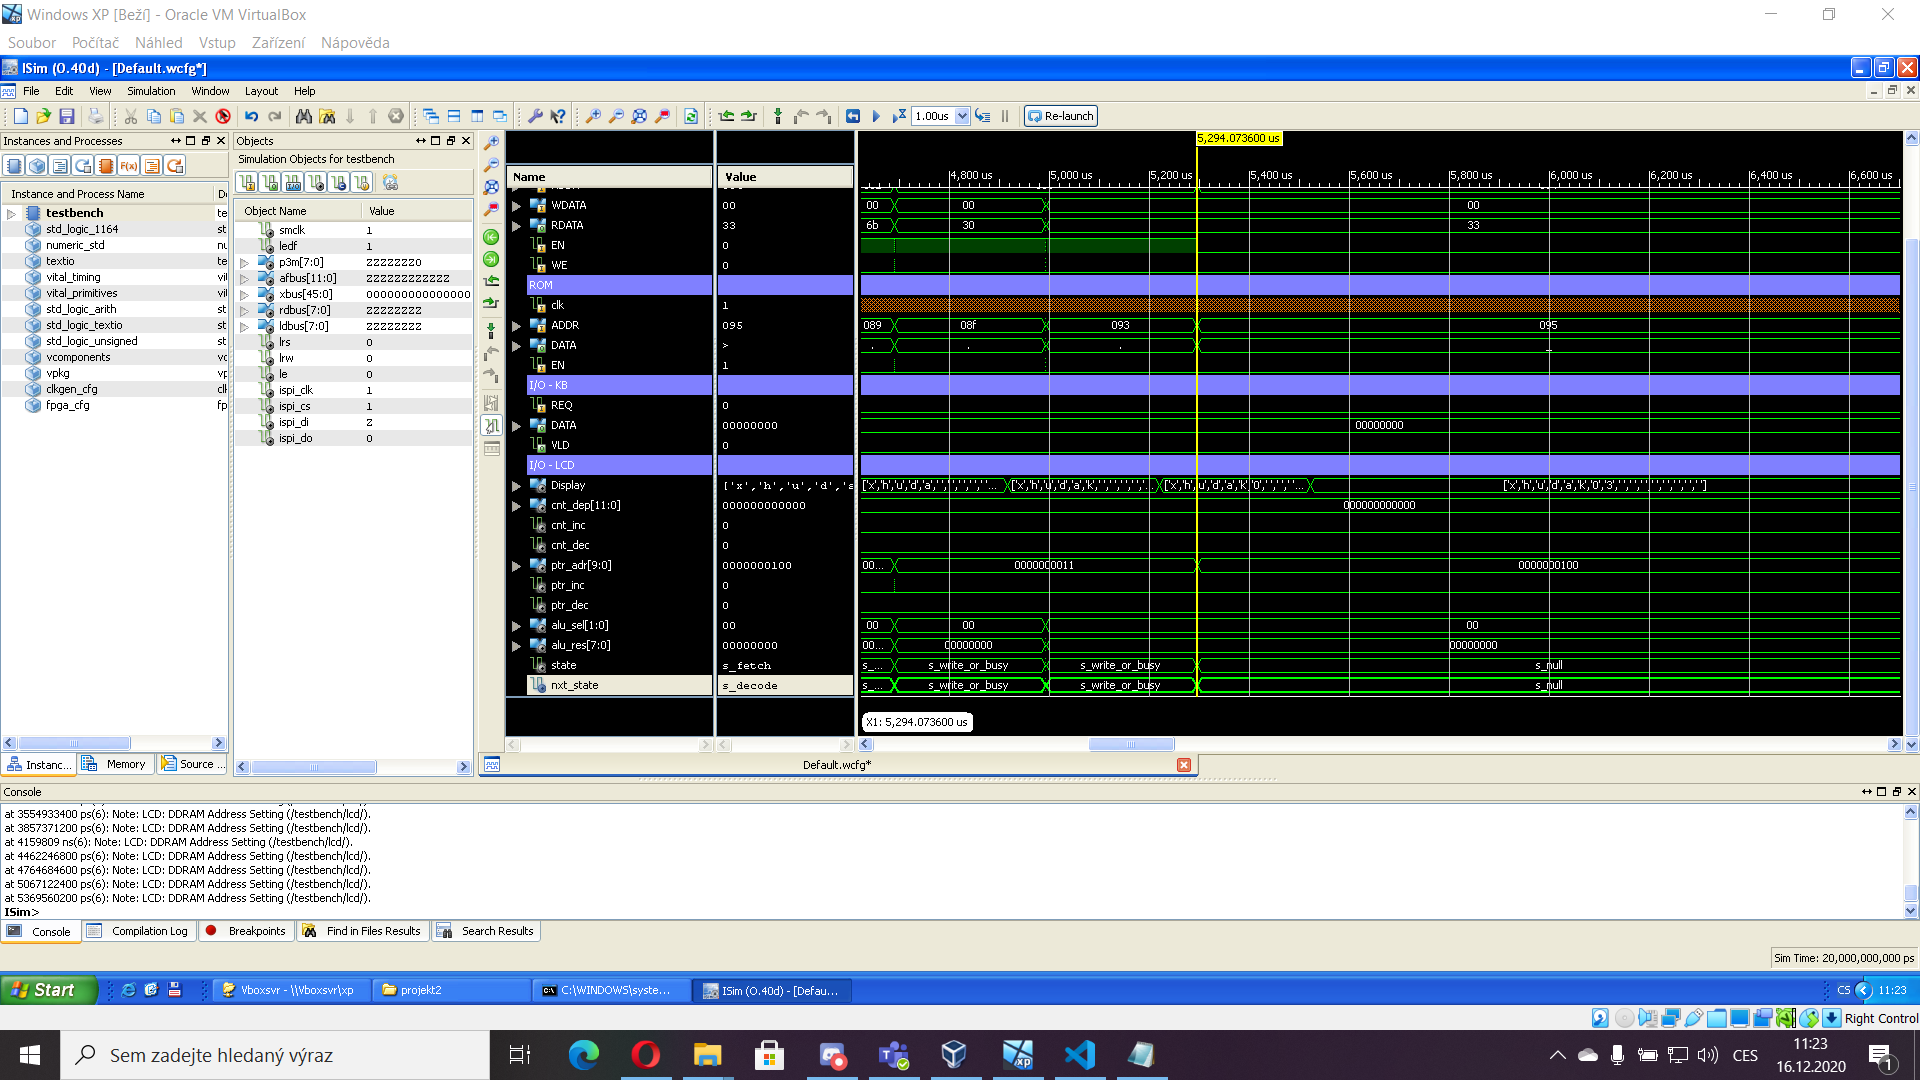 Windows XP [Beží] - Oracle VM VirtualBox
Soubor Počítač Náhled Vstup Zařízení Nápověda
ISim (O.40d) - [Default.wcfg*]
File Edit View Simulation Window Layout Help
1.00us Re-launch
Instances and Processes
Objects
Simulation Objects for testbench
Instance and Process Name
testbench te
std_logic_1164 st
numeric_std
textio te
vital_timing
vital_primitives
std_logic_arith st
std_logic_textio st
std_logic_unsigned st
vcomponents
vpkg
clkgen_cfg
fpga_cfg
Object Name Value
smclk 1
ledf 1
p3m[7:0] ZZZZZZZ0
afbus[11:0] ZZZZZZZZZZZZ
xbus[45:0] 000000000000000
rdbus[7:0] ZZZZZZZZ
ldbus[7:0] ZZZZZZZZ
lrs 0
lrw 0
le 0
ispi_clk 1
ispi_cs 1
ispi_di Z
ispi_do 0
5,294.073600 us
Name Value
4,800 us 5,000 us 5,200 us 5,400 us 5,600 us 5,800 us 6,000 us 6,200 us 6,400 us 6,600 us
WDATA 00 00 00 00
RDATA 33 6b 30 33
EN 0
WE 0
ROM
clk 1
ADDR 095 089 08f 093 095
DATA > . . . _
EN 1
I/O - KB
REQ 0
DATA 00000000 00000000
VLD 0
I/O - LCD
Display ['x','h','u','d','a ['x','h','u','d','a',' ',' ',' ',' ',' '... ['x','h','u','d','a','k',' ',' ',' ',' '... ['x','h','u','d','a','k','0',' ',' ',' '... ['x','h','u','d','a','k','0','3',' ',' ',' ',' ',' ',' ',' ',' ']
cnt_dep[11:0] 000000000000 000000000000
cnt_inc 0
cnt_dec 0
ptr_adr[9:0] 0000000100 00... 0000000011 0000000100
ptr_inc 0
ptr_dec 0
alu_sel[1:0] 00 00 00 00
alu_res[7:0] 00000000 00... 00000000 00000000
state s_fetch s_... s_write_or_busy s_write_or_busy s_null
nxt_state s_decode s_... s_write_or_busy s_write_or_busy s_null
X1: 5,294.073600 us
Instanc... Memory Source ...
Default.wcfg*
Console
at 3554933400 ps(6): Note: LCD: DDRAM Address Setting (/testbench/lcd/).
at 3857371200 ps(6): Note: LCD: DDRAM Address Setting (/testbench/lcd/).
at 4159809 ns(6): Note: LCD: DDRAM Address Setting (/testbench/lcd/).
at 4462246800 ps(6): Note: LCD: DDRAM Address Setting (/testbench/lcd/).
at 4764684600 ps(6): Note: LCD: DDRAM Address Setting (/testbench/lcd/).
at 5067122400 ps(6): Note: LCD: DDRAM Address Setting (/testbench/lcd/).
at 5369560200 ps(6): Note: LCD: DDRAM Address Setting (/testbench/lcd/).
ISim>
Console Compilation Log Breakpoints Find in Files Results Search Results
Sim Time: 20,000,000,000 ps
Start Vboxsvr - \\Vboxsvr\xp projekt2 C:\WINDOWS\syste... ISim (O.40d) - [Defau... CS 11:23
Right Control
Sem zadejte hledaný výraz
CES
11:23
16.12.2020
1